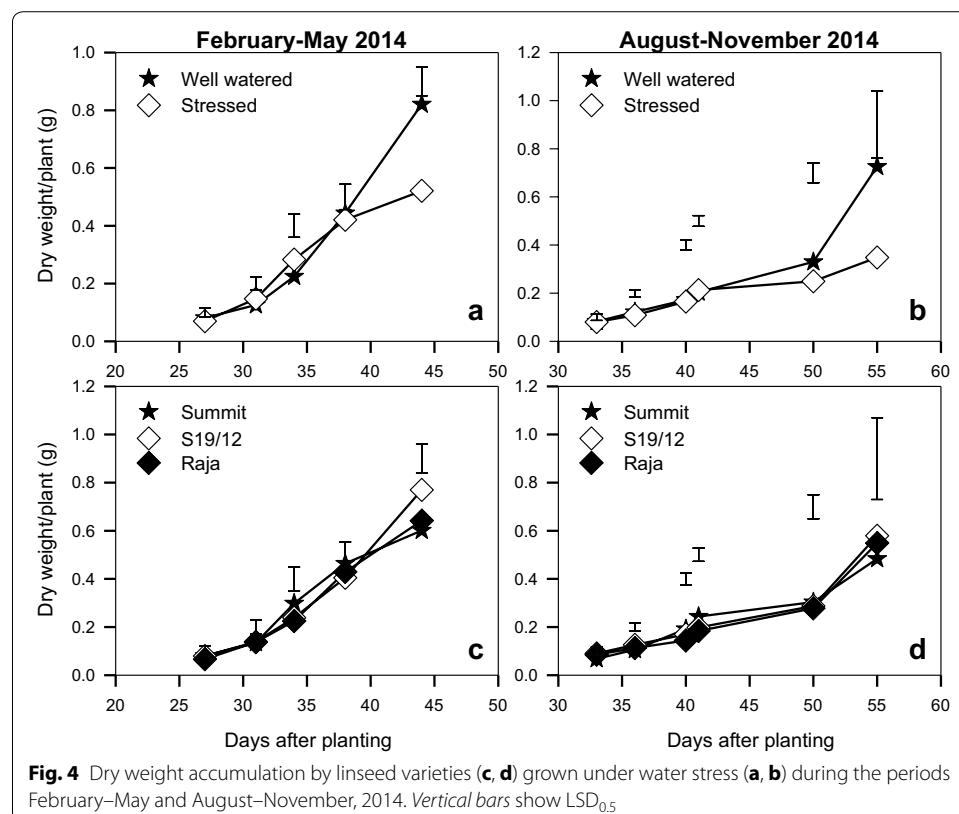 February-May 2014
August-November 2014
1.0
0.8
0.6
0.4
0.2
0.0
Dry weight/plant (g)
Well watered
Stressed
a
20 25 30 35 40 45 50
1.2
1.0
0.8
0.6
0.4
0.2
0.0
Well watered
Stressed
b
30 35 40 45 50 55 60
1.2
1.0
0.8
0.6
0.4
0.2
0.0
Dry weight/plant (g)
Summit
S19/12
Raja
c
20 25 30 35 40 45 50
Days after planting
1.2
1.0
0.8
0.6
0.4
0.2
0.0
Summit
S19/12
Raja
d
30 35 40 45 50 55 60
Days after planting
Fig. 4 Dry weight accumulation by linseed varieties (c, d) grown under water stress (a, b) during the periods
February–May and August–November, 2014. Vertical bars show LSD0.5